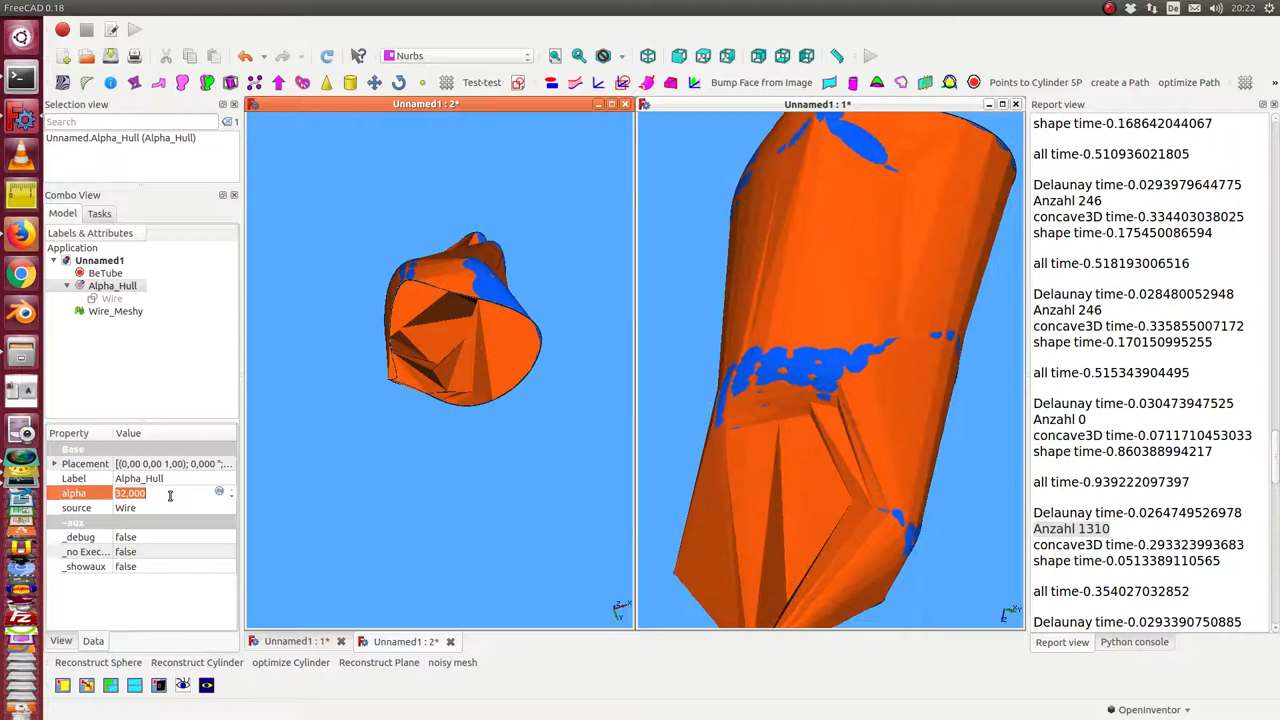 FreeCAD 0.18
De
20:22
Nurbs
Test-test
Bump Face from Image
Points to Cylinder 5P
create a Path
optimize Path
»
Selection view
Search
1
Unnamed.Alpha_Hull (Alpha_Hull)
Combo View
Model
Tasks
Labels & Attributes
Application
Unnamed1
BeTube
Alpha_Hull
Wire
Wire_Meshy
Property
Value
Base
Placement
[(0,00 0,00 1,00); 0,000 °;...
Label
Alpha_Hull
alpha
32,000
source
Wire
~aux
_debug
false
_no Exec...
false
_showaux
false
View
Data
Unnamed1 : 2*
Unnamed1 : 1*
Unnamed1 : 1*
Unnamed1 : 2*
Report view
shape time-0.168642044067
all time-0.510936021805
Delaunay time-0.0293979644775
Anzahl 246
concave3D time-0.334403038025
shape time-0.175450086594
all time-0.518193006516
Delaunay time-0.028480052948
Anzahl 246
concave3D time-0.335855007172
shape time-0.170150995255
all time-0.515343904495
Delaunay time-0.030473947525
Anzahl 0
concave3D time-0.0711710453033
shape time-0.860388994217
all time-0.939222097397
Delaunay time-0.0264749526978
Anzahl 1310
concave3D time-0.293323993683
shape time-0.0513389110565
all time-0.354027032852
Delaunay time-0.0293390750885
Report view
Python console
Reconstruct Sphere
Reconstruct Cylinder
optimize Cylinder
Reconstruct Plane
noisy mesh
OpenInventor